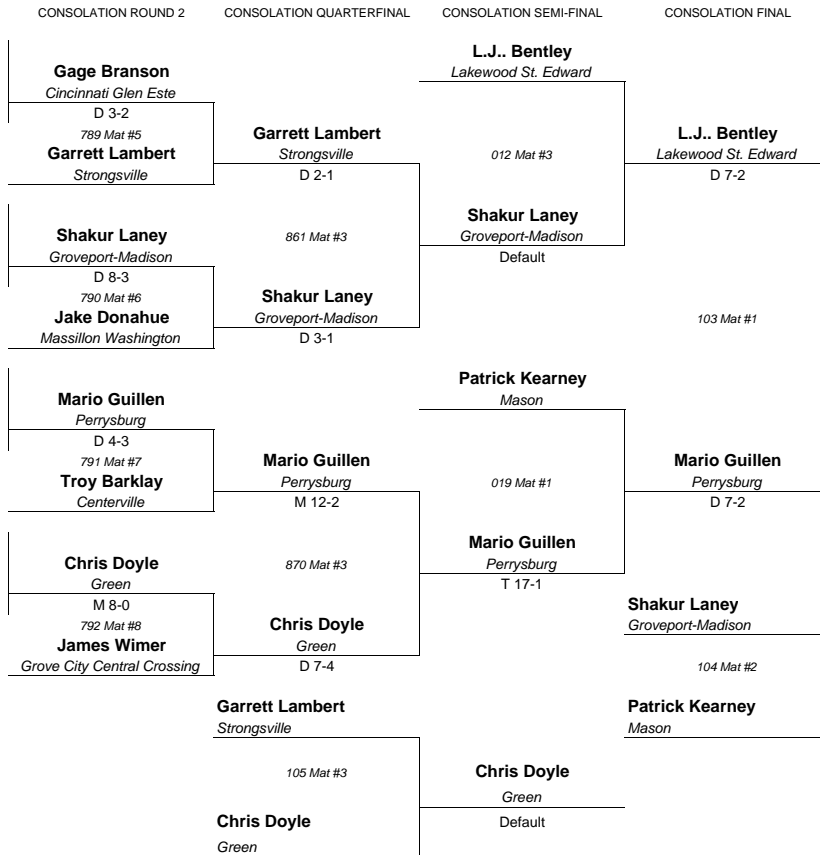 CONSOLATION ROUND 2 CONSOLATION QUARTERFINAL CONSOLATION SEMI-FINAL CONSOLATION FINAL
Gage Branson
Cincinnati Glen Este
D 3-2
789 Mat #5
Garrett Lambert
Strongsville
Shakur Laney
Groveport-Madison
D 8-3
790 Mat #6
Jake Donahue
Massillon Washington
Mario Guillen
Perrysburg
D 4-3
791 Mat #7
Troy Barklay
Centerville
Chris Doyle
Green
M 8-0
792 Mat #8
James Wimer
Grove City Central Crossing
Garrett Lambert
Strongsville
D 2-1
861 Mat #3
Shakur Laney
Groveport-Madison
D 3-1
Mario Guillen
Perrysburg
M 12-2
870 Mat #3
Chris Doyle
Green
D 7-4
Garrett Lambert
Strongsville
105 Mat #3
Chris Doyle
Green
L.J.. Bentley
Lakewood St. Edward
012 Mat #3
Shakur Laney
Groveport-Madison
Default
Patrick Kearney
Mason
019 Mat #1
Mario Guillen
Perrysburg
T 17-1
Chris Doyle
Green
Default
L.J.. Bentley
Lakewood St. Edward
D 7-2
103 Mat #1
Mario Guillen
Perrysburg
D 7-2
Shakur Laney
Groveport-Madison
104 Mat #2
Patrick Kearney
Mason